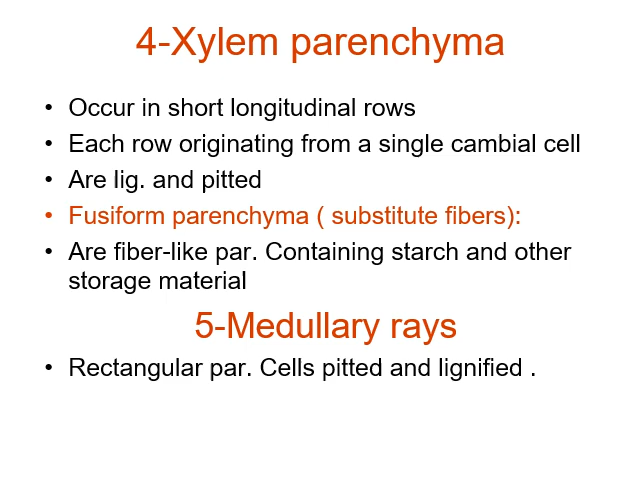 4-Xylem parenchyma
• Occur in short longitudinal rows
• Each row originating from a single cambial cell
• Are lig. and pitted
• Fusiform parenchyma ( substitute fibers):
• Are fiber-like par. Containing starch and other
storage material
5-Medullary rays
• Rectangular par. Cells pitted and lignified .